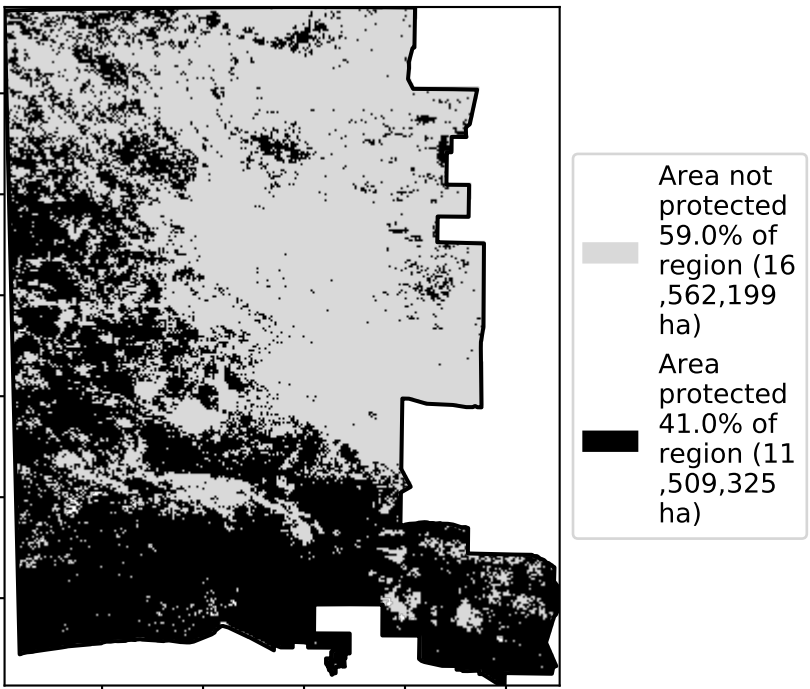 Area not
protected
59.0% of
region (16
,562,199
ha)
Area
protected
41.0% of
region (11
,509,325
ha)